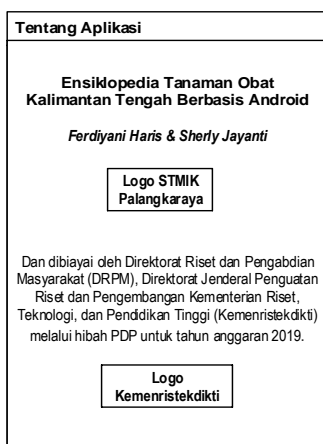 Tentang Aplikasi
Ensiklopedia Tanaman Obat
Kalimantan Tengah Berbasis Android
Ferdiyani Haris & Sherly Jayanti
Logo STMIK
Palangkaraya
Dan dibiayai oleh Direktorat Riset dan Pengabdian
Masyarakat (DRPM), Direktorat Jenderal Penguatan
Riset dan Pengembangan Kementerian Riset,
Teknologi, dan Pendidikan Tinggi (Kemenristekdikti)
melalui hibah PDP untuk tahun anggaran 2019.
Logo
Kemenristekdikti